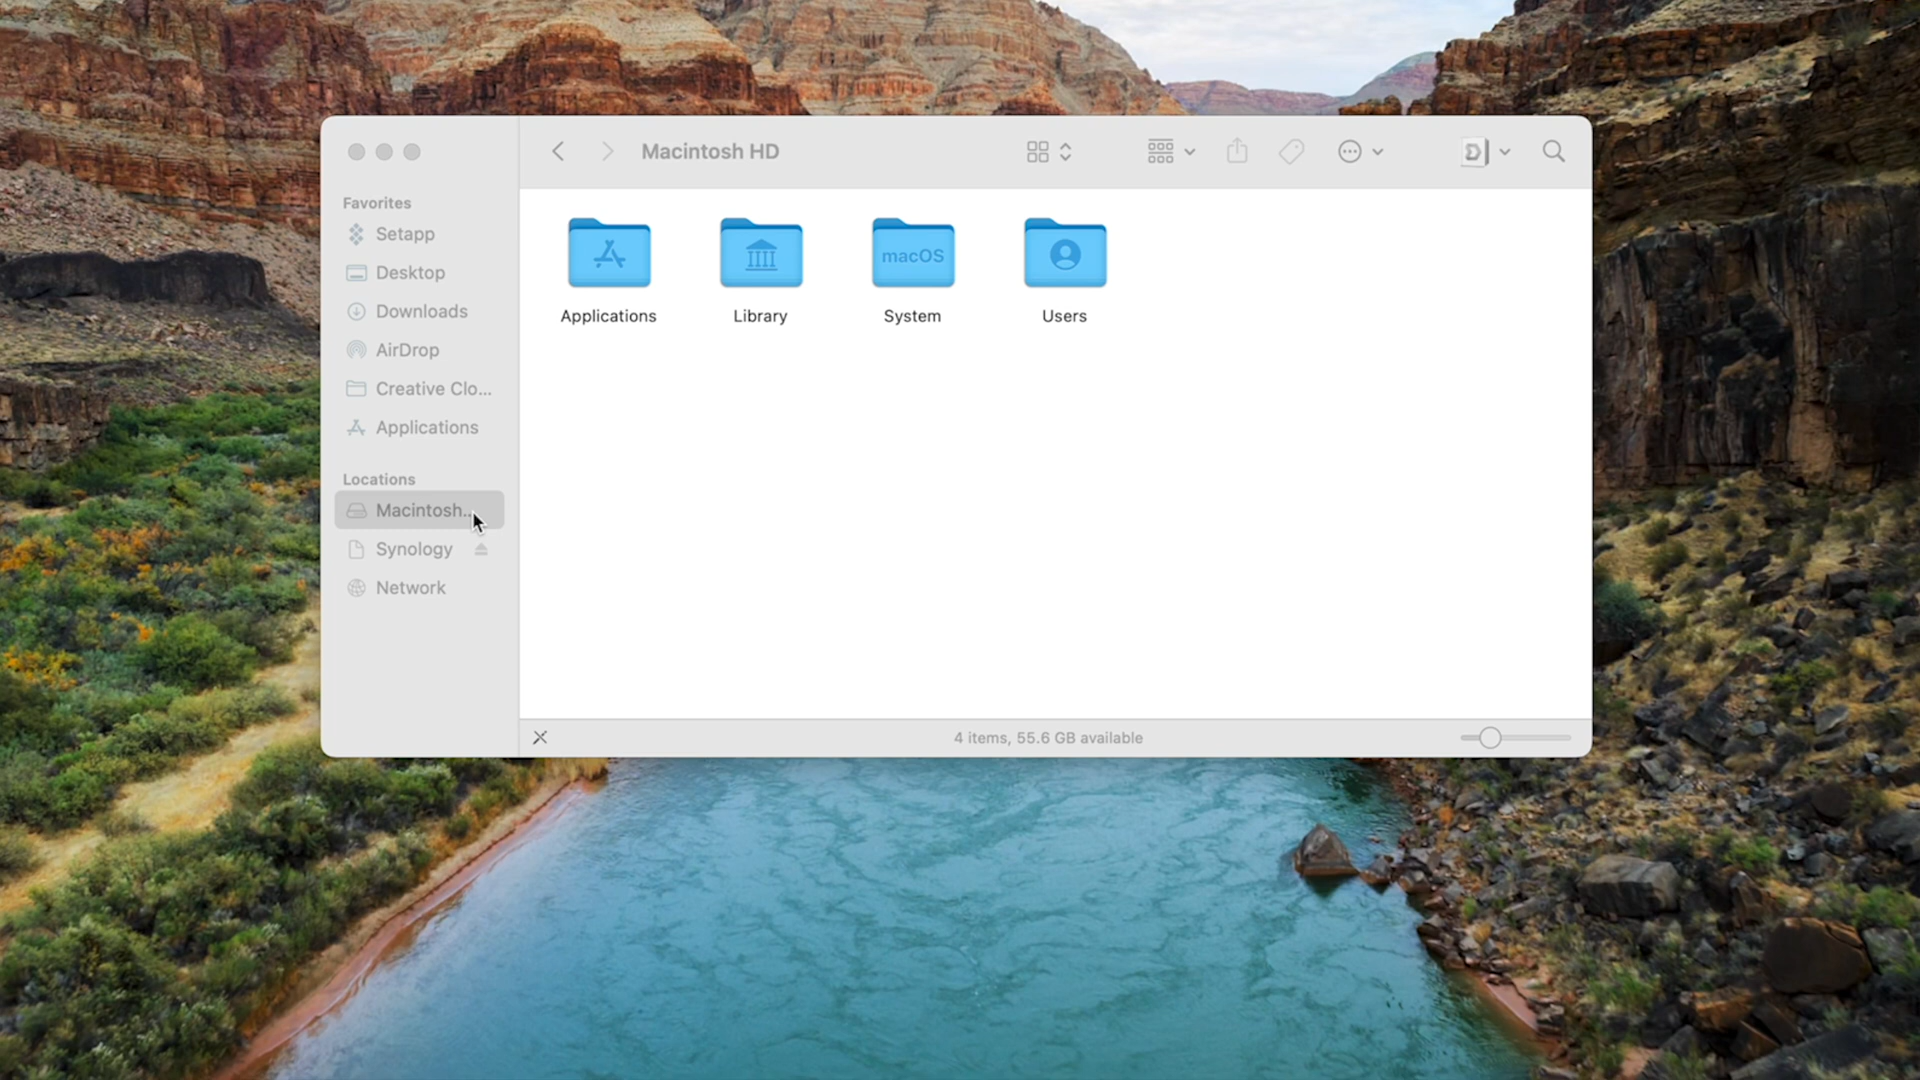 Macintosh HD
Favorites
Setapp
Desktop
Downloads
AirDrop
Creative Clo...
Applications
Locations
Macintosh...
Synology
Network
macOS
Applications
Library
System
Users
4 items, 55.6 GB available